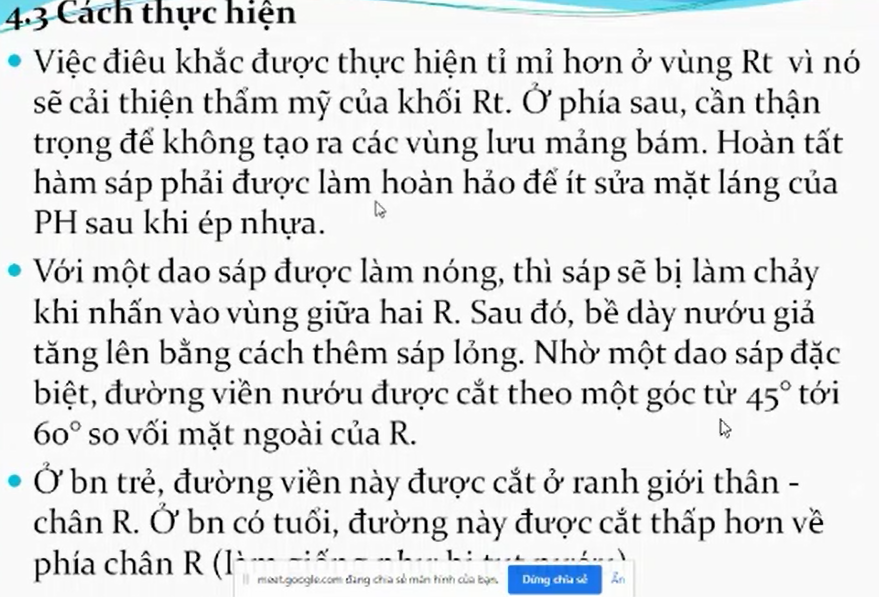 4.3 Cách thực hiện
• Việc điêu khắc được thực hiện tỉ mỉ hơn ở vùng Rt vì nó
sẽ cải thiện thẩm mỹ của khối Rt. Ở phía sau, cần thận
trọng để không tạo ra các vùng lưu mảng bám. Hoàn tất
hàm sáp phải được làm hoàn hảo để ít sửa mặt láng của
PH sau khi ép nhựa.
• Với một dao sáp được làm nóng, thì sáp sẽ bị làm chảy
khi nhấn vào vùng giữa hai R. Sau đó, bề dày nướu giả
tăng lên bằng cách thêm sáp lỏng. Nhờ một dao sáp đặc
biệt, đường viền nướu được cắt theo một góc từ 45° tới
60° so vối mặt ngoài của R.
• Ở bn trẻ, đường viền này được cắt ở ranh giới thân -
chân R. Ở bn có tuổi, đường này được cắt thấp hơn về
phía chân R
meet.google.com đang chia sẻ màn hình của bạn. Dừng chia sẻ Ẩn